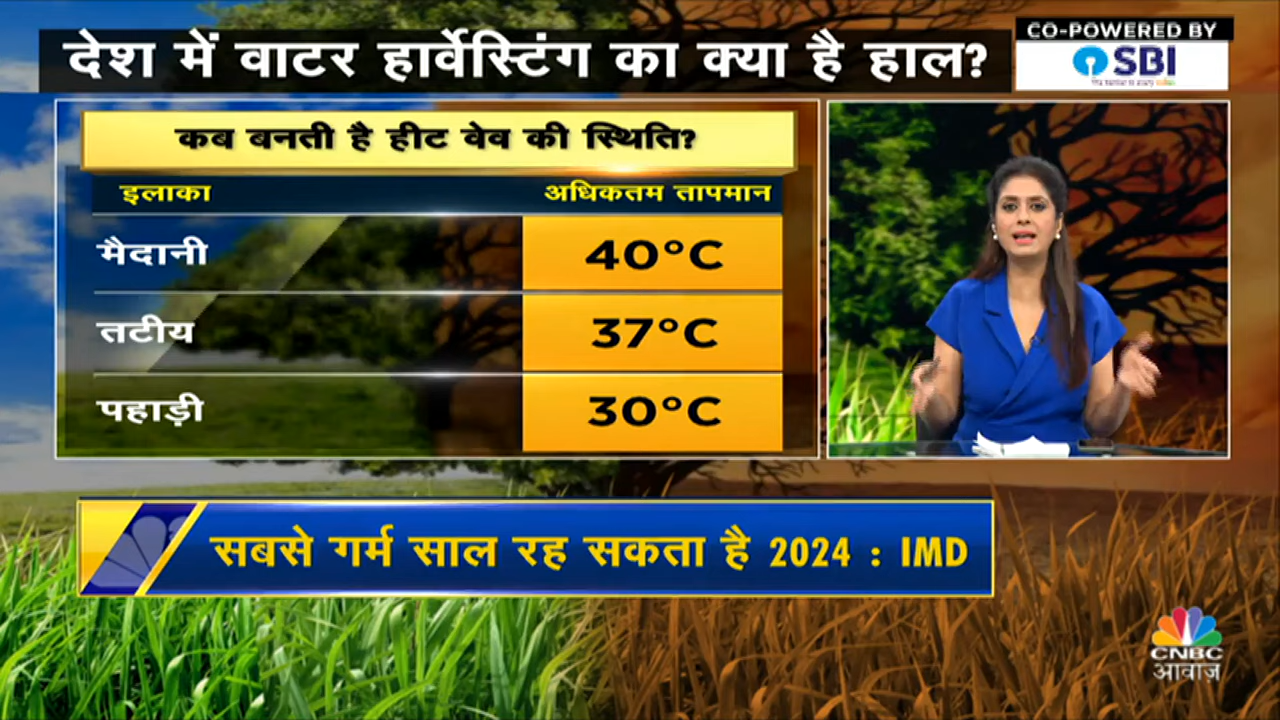 देश में वाटर हार्वेस्टिंग का क्या है हाल?
CO-POWERED BY
SBI
कब बनती है हीट वेव की स्थिति?
इलाका अधिकतम तापमान
मैदानी 40°C
तटीय 37°C
पहाड़ी 30°C
सबसे गर्म साल रह सकता है 2024 : IMD
CNBC
आवाज़